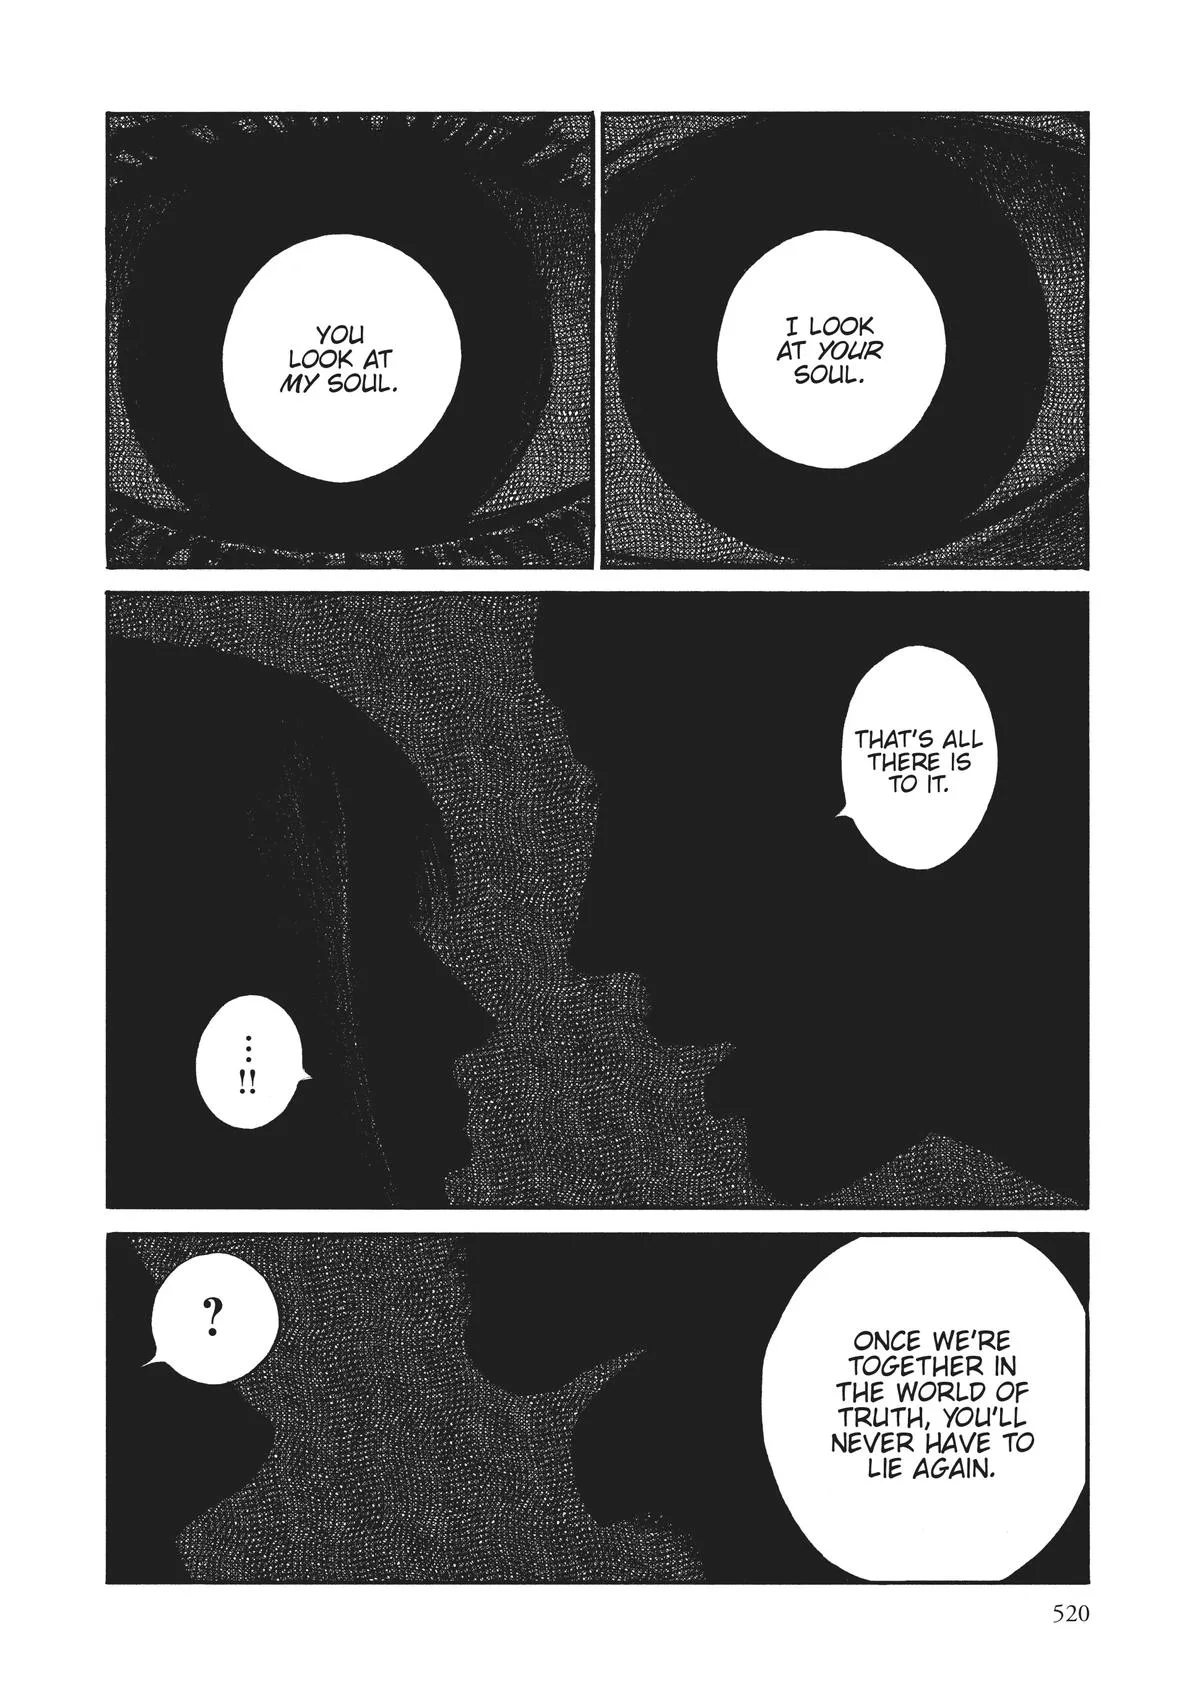 I LOOK
AT YOUR
SOUL.
YOU
LOOK AT
MY SOUL.
THAT'S ALL
THERE IS
TO IT.
....
!!
ONCE WE'RE
TOGETHER IN
THE WORLD OF
TRUTH, YOU'LL
NEVER HAVE TO
LIE AGAIN.
?
520